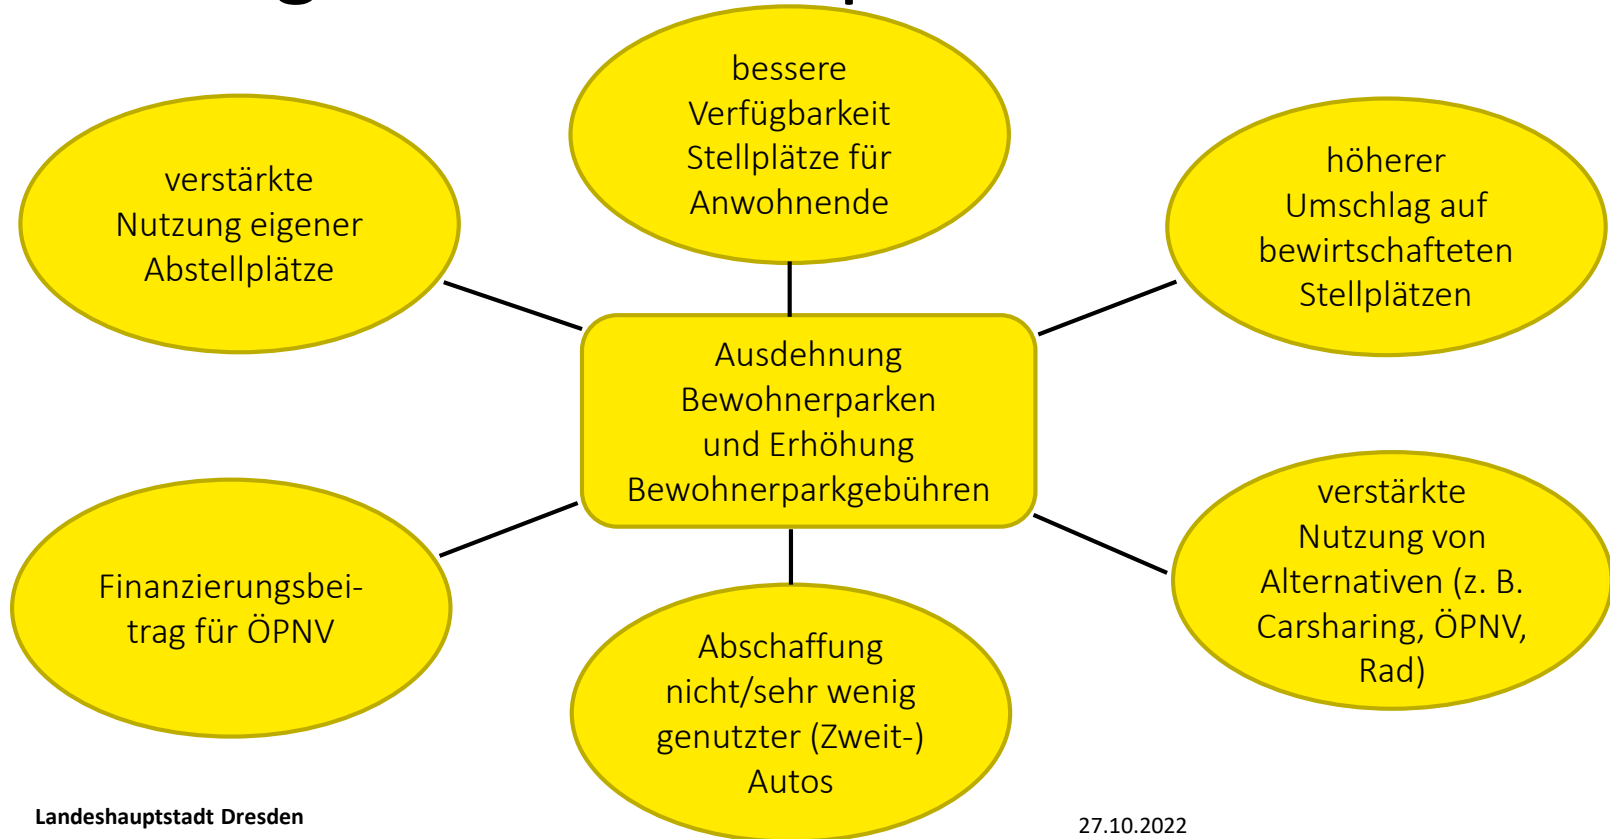 bessere
Verfügbarkeit
Stellplätze für
Anwohnende
verstärkte
Nutzung eigener
Abstellplätze
höherer
Umschlag auf
bewirtschafteten
Stellplätzen
Ausdehnung
Bewohnerparken
und Erhöhung
Bewohnerparkgebühren
Finanzierungsbei-
trag für ÖPNV
Abschaffung
nicht/sehr wenig
genutzter (Zweit-)
Autos
verstärkte
Nutzung von
Alternativen (z. B.
Carsharing, ÖPNV,
Rad)
Landeshauptstadt Dresden
27.10.2022